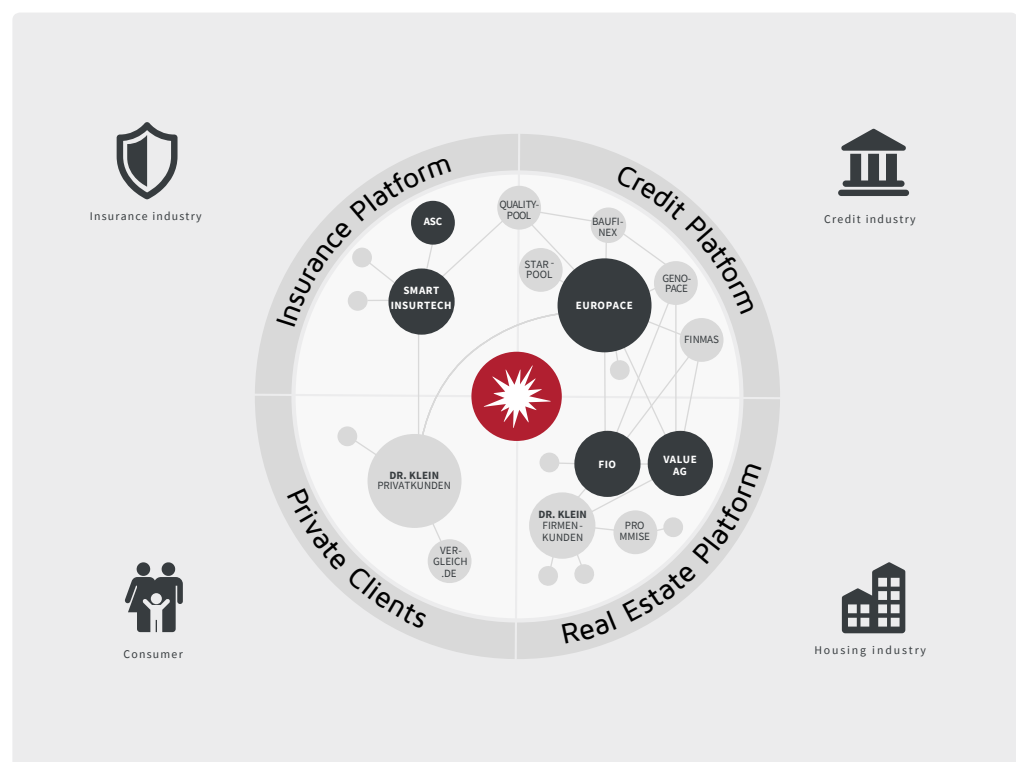 Insurance industry
Credit industry
Insurance Platform
Credit Platform
ASC
QUALITY-
POOL
BAUFI-
NEX
STAR-
POOL
GENO-
PACE
SMART
INSURTECH
EUROPACE
FINMAS
DR. KLEIN
PRIVATKUNDEN
FIO
VALUE
AG
DR. KLEIN
FIRMEN-
KUNDEN
PRO
MMISE
VER-
GLEICH
.DE
Private Clients
Real Estate Platform
Consumer
Housing industry